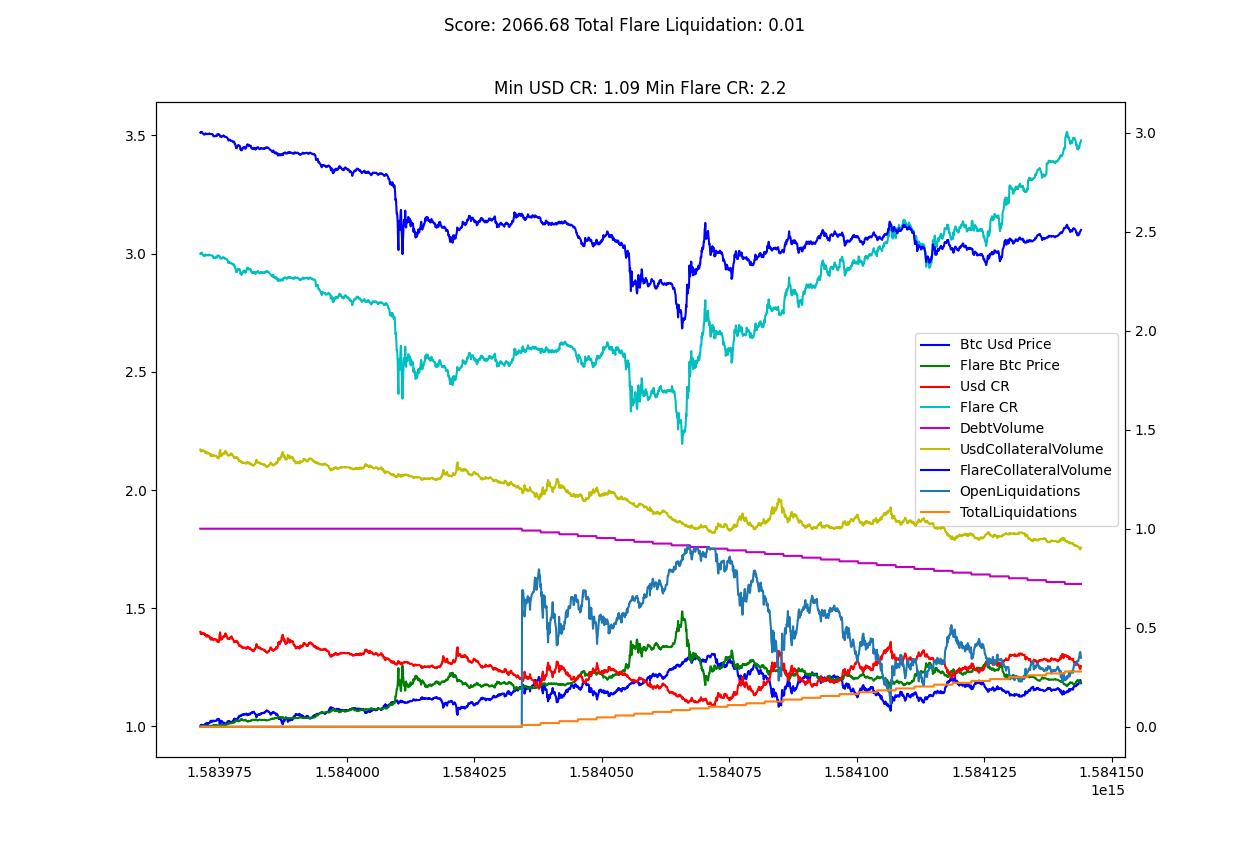 Score: 2066.68 Total Flare Liquidation: 0.01
Min USD CR: 1.09 Min Flare CR: 2.2
3.5
3.0
2.5
2.0
1.5
1.0
3.0
2.5
2.0
1.5
1.0
0.5
0.0
Btc Usd Price
Flare Btc Price
Usd CR
Flare CR
DebtVolume
UsdCollateralVolume
FlareCollateralVolume
OpenLiquidations
TotalLiquidations
1.583975 1.584000 1.584025 1.584050 1.584075 1.584100 1.584125 1.584150
1e15